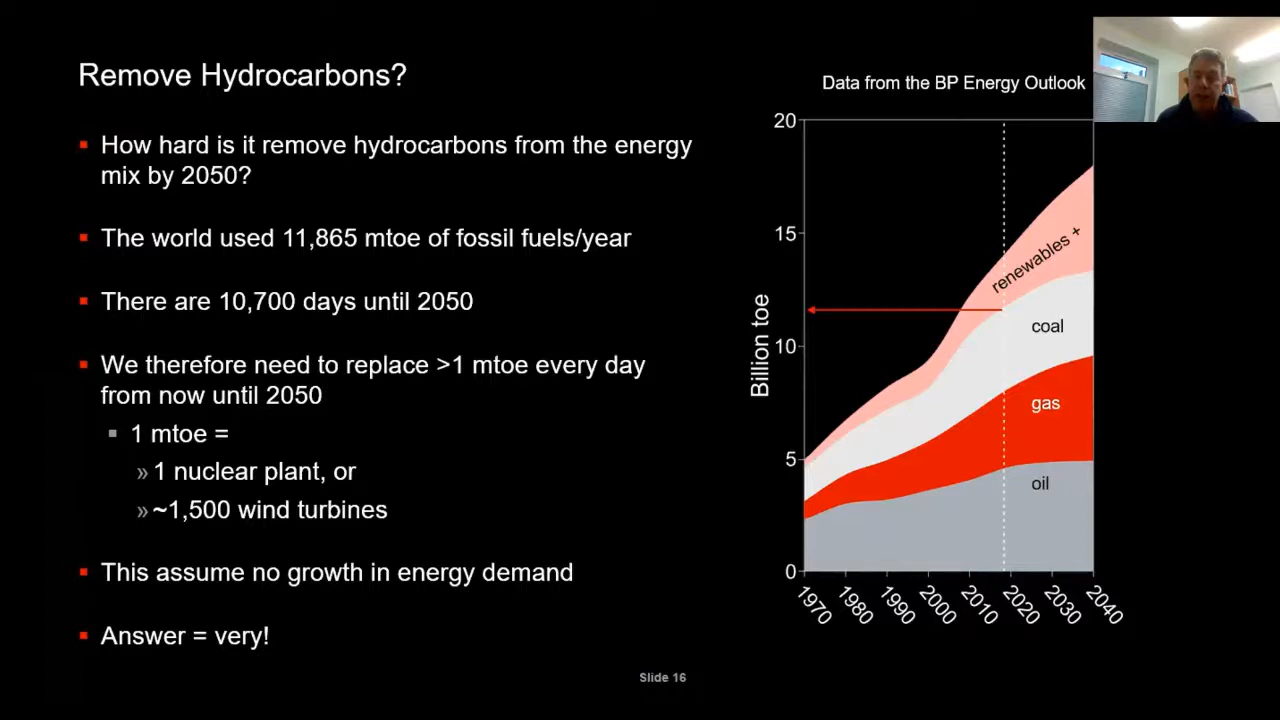 Remove Hydrocarbons?
How hard is it remove hydrocarbons from the energy
mix by 2050?
The world used 11,865 mtoe of fossil fuels/year
There are 10,700 days until 2050
We therefore need to replace >1 mtoe every day
from now until 2050
1 mtoe =
» 1 nuclear plant, or
» ~1,500 wind turbines
This assume no growth in energy demand
Answer = very!
Data from the BP Energy Outlook
20
15
10
5
0
Billion toe
renewables +
coal
gas
oil
1970
1980
1990
2000
2010
2020
2030
2040
Slide 16